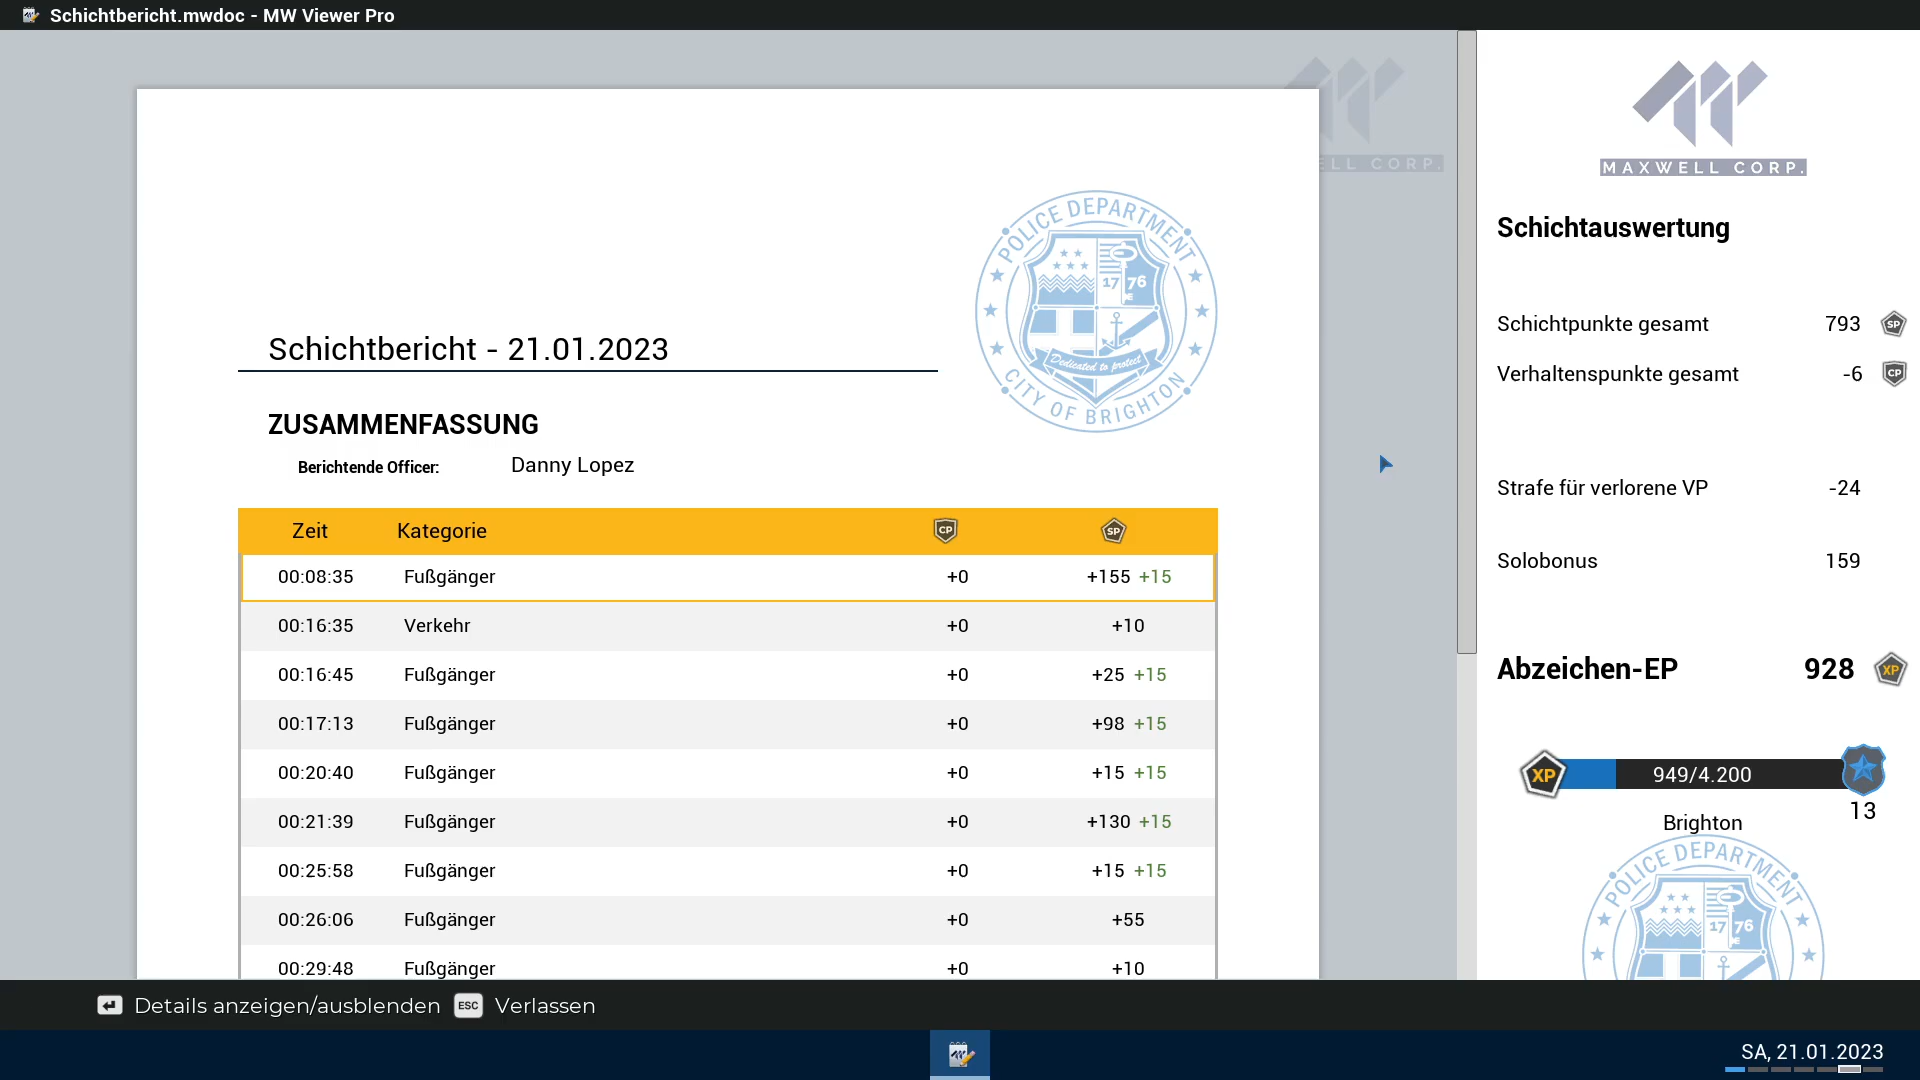 Schichtbericht.mwdoc - MW Viewer Pro
MAXWELL CORP.
ELL CORP.
POLICE DEPARTMENT
17 76
Dedicated to protect
CITY OF BRIGHTON
Schichtbericht - 21.01.2023
ZUSAMMENFASSUNG
Berichtende Officer: Danny Lopez
Zeit Kategorie CP SP
00:08:35 Fußgänger +0 +155 +15
00:16:35 Verkehr +0 +10
00:16:45 Fußgänger +0 +25 +15
00:17:13 Fußgänger +0 +98 +15
00:20:40 Fußgänger +0 +15 +15
00:21:39 Fußgänger +0 +130 +15
00:25:58 Fußgänger +0 +15 +15
00:26:06 Fußgänger +0 +55
00:29:48 Fußgänger +0 +10
Schichtauswertung
Schichtpunkte gesamt 793 SP
Verhaltenspunkte gesamt -6 CP
Strafe für verlorene VP -24
Solobonus 159
Abzeichen-EP 928 XP
XP 949/4.200
13
Brighton
POLICE DEPARTMENT
17 76
Details anzeigen/ausblenden ESC Verlassen
SA, 21.01.2023